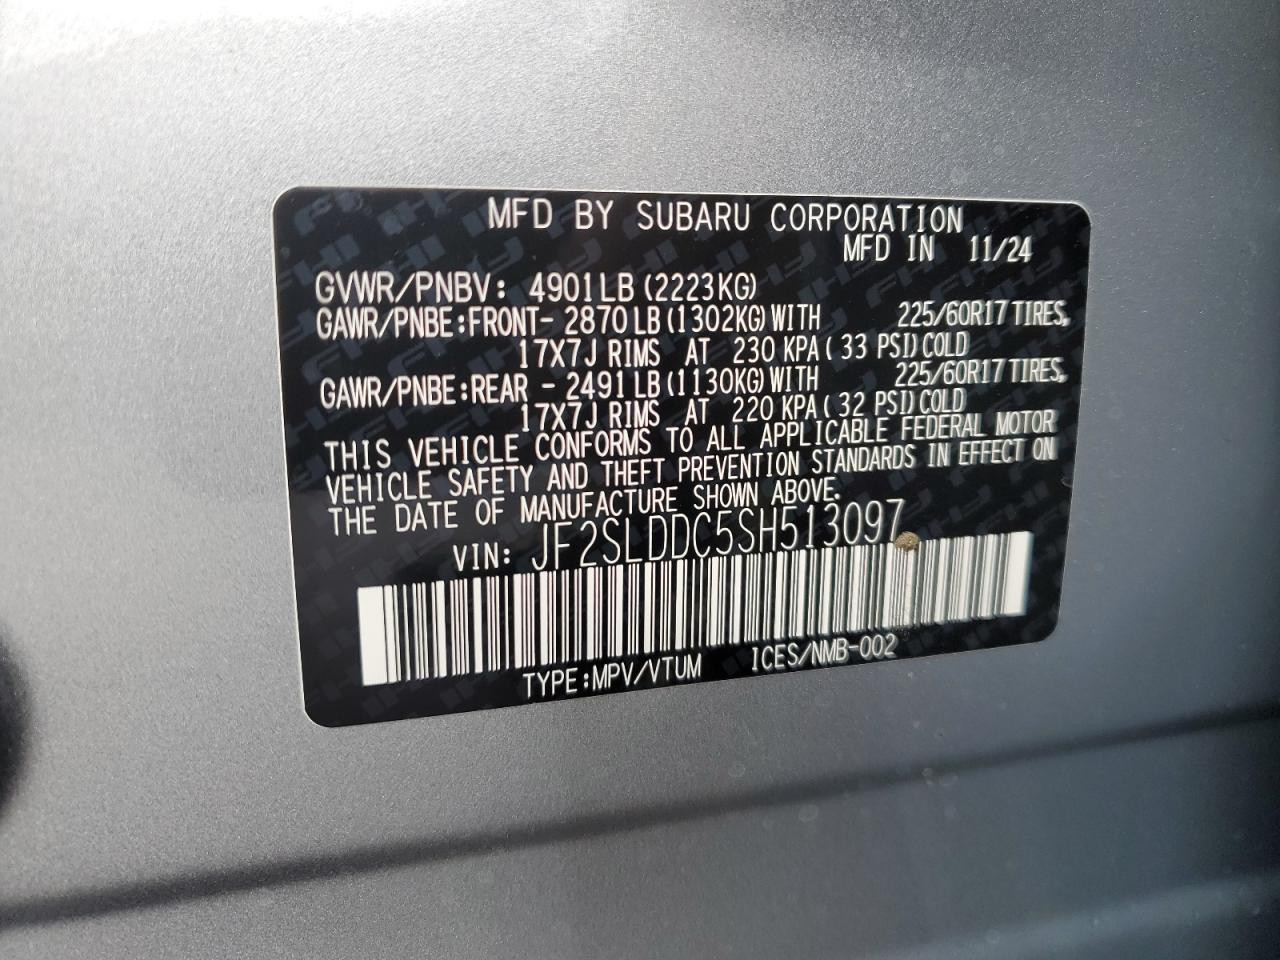 MFD BY SUBARU CORPORATION
MFD IN 11/24
GVWR/PNBV: 4901LB(2223KG)
GAWR/PNBE:FRONT- 2870LB(1302KG)WITH 225/60R17 TIRES,
17X7J RIMS AT 230 KPA( 33 PSI)COLD
GAWR/PNBE:REAR - 2491LB(1130KG)WITH 225/60R17 TIRES,
17X7J RIMS AT 220 KPA( 32 PSI)COLD
THIS VEHICLE CONFORMS TO ALL APPLICABLE FEDERAL MOTOR
VEHICLE SAFETY AND THEFT PREVENTION STANDARDS IN EFFECT ON
THE DATE OF MANUFACTURE SHOWN ABOVE.
VIN: JF2SLDDC5SH513097
TYPE:MPV/VTUM ICES/NMB-002